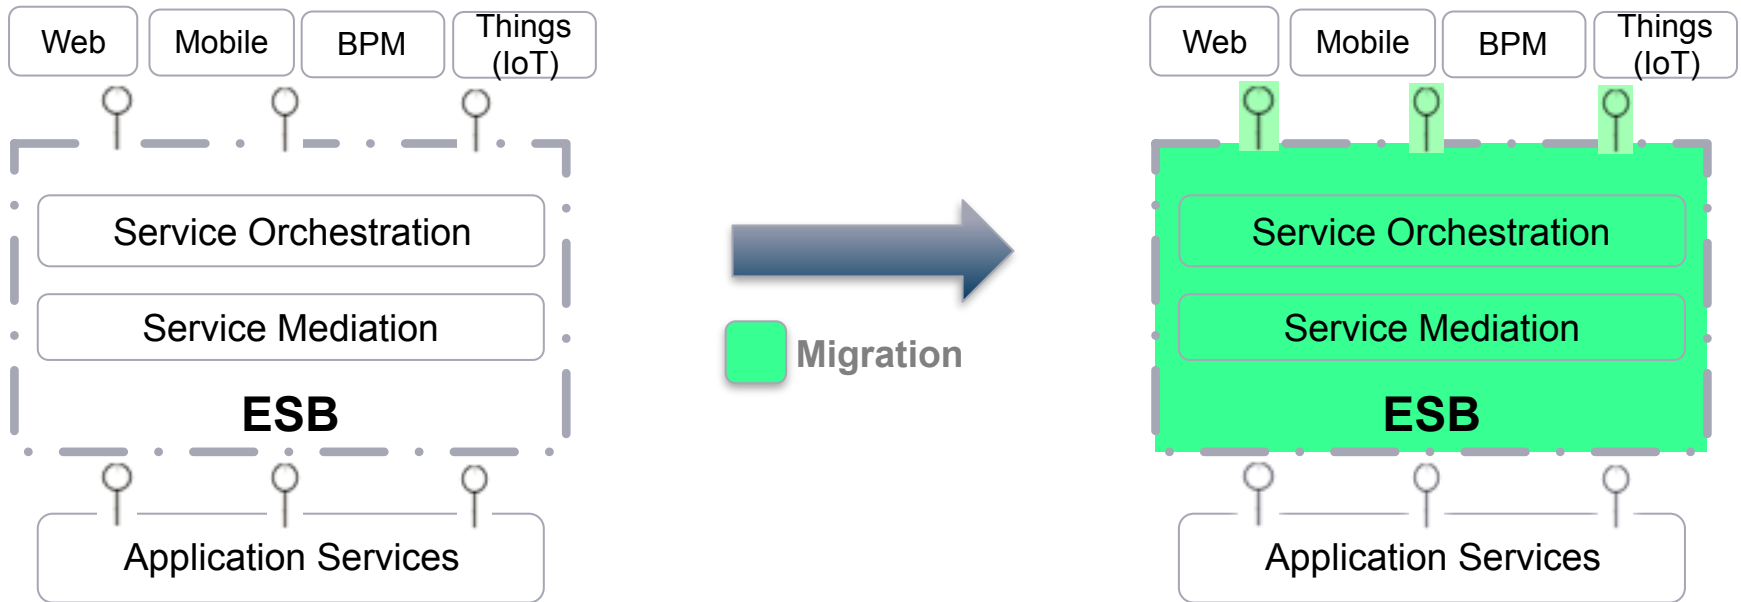 Web
Mobile
BPM
Things
(IoT)
Service Orchestration
Service Mediation
ESB
Application Services
Migration
Web
Mobile
BPM
Things
(IoT)
Service Orchestration
Service Mediation
ESB
Application Services